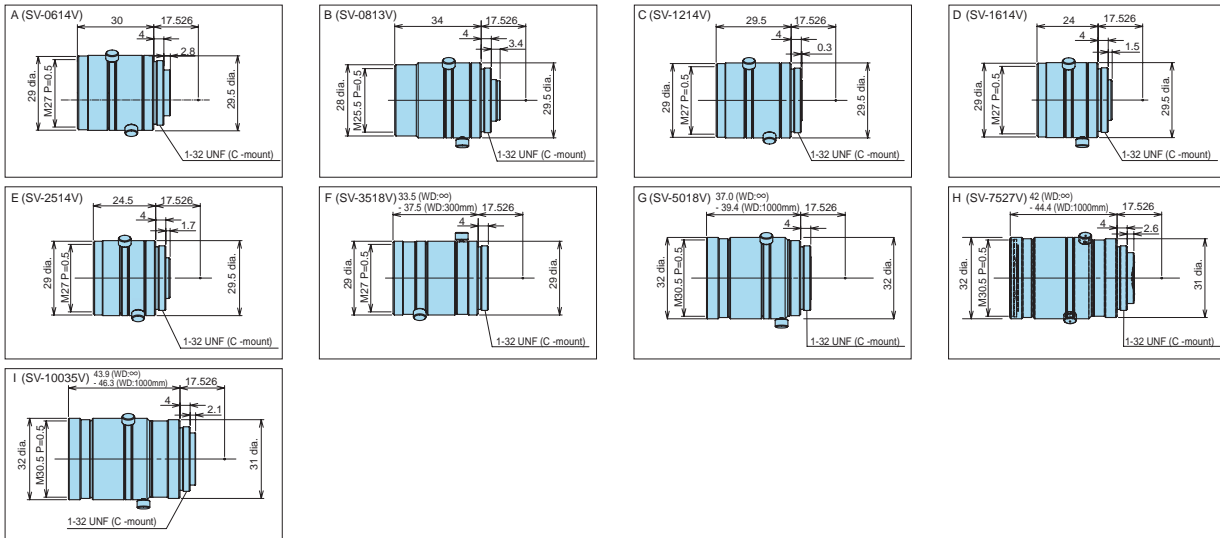 A (SV-0614V)
30
17.526
4
2.8
29 dia.
M27 P=0.5
29.5 dia.
1-32 UNF (C -mount)
B (SV-0813V)
34
17.526
4
3.4
28 dia.
M25.5 P=0.5
29.5 dia.
1-32 UNF (C -mount)
C (SV-1214V)
29.5
17.526
4
0.3
29 dia.
M27 P=0.5
29.5 dia.
1-32 UNF (C -mount)
D (SV-1614V)
24
17.526
4
1.5
29 dia.
M27 P=0.5
29.5 dia.
1-32 UNF (C -mount)
E (SV-2514V)
24.5
17.526
4
1.7
29 dia.
M27 P=0.5
29.5 dia.
1-32 UNF (C -mount)
F (SV-3518V)
33.5 (WD:∞)
- 37.5 (WD:300mm)
17.526
4
29 dia.
M27 P=0.5
29 dia.
1-32 UNF (C -mount)
G (SV-5018V)
37.0 (WD:∞)
- 39.4 (WD:1000mm)
17.526
4
32 dia.
M30.5 P=0.5
32 dia.
1-32 UNF (C -mount)
H (SV-7527V)
42 (WD:∞)
- 44.4 (WD:1000mm)
17.526
4
2.6
32 dia.
M30.5 P=0.5
31 dia.
1-32 UNF (C -mount)
I (SV-10035V)
43.9 (WD:∞)
- 46.3 (WD:1000mm)
17.526
4
2.1
32 dia.
M30.5 P=0.5
31 dia.
1-32 UNF (C -mount)